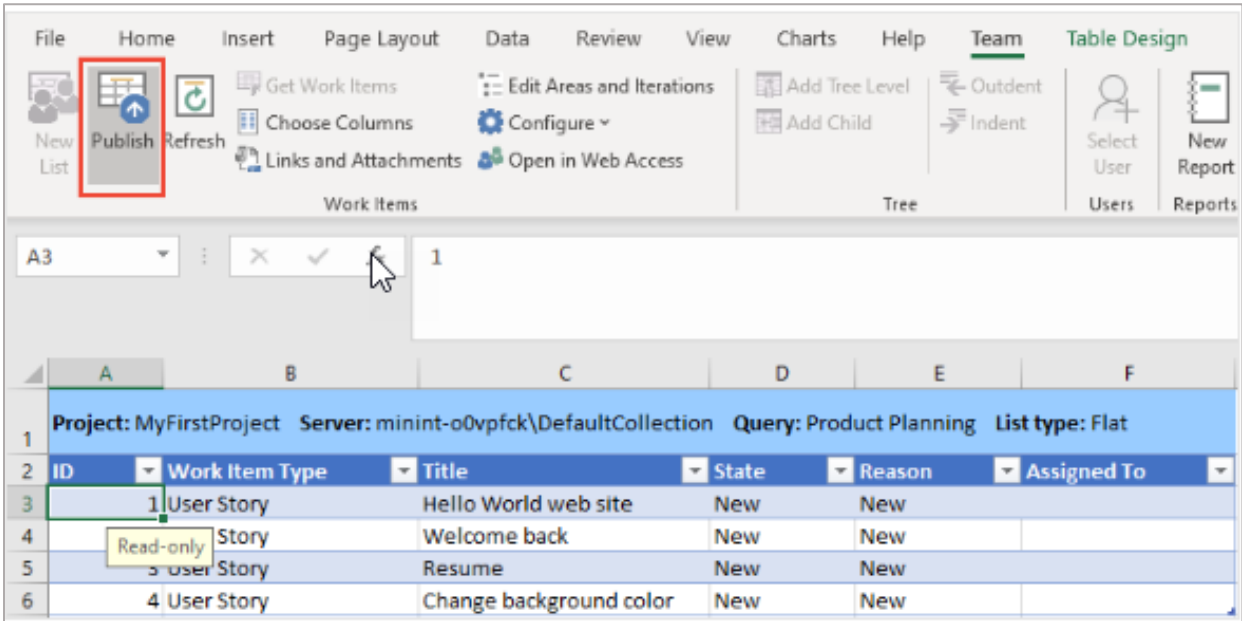 File Home Insert Page Layout Data Review View Charts Help Team Table Design
New List
Publish
Refresh
Get Work Items
Choose Columns
Links and Attachments
Edit Areas and Iterations
Configure
Open in Web Access
Work Items
Add Tree Level
Add Child
Outdent
Indent
Tree
Select User
Users
New Report
Reports
A3 1
A B C D E F
1 Project: MyFirstProject Server: minint-o0vpfck\DefaultCollection Query: Product Planning List type: Flat
2 ID Work Item Type Title State Reason Assigned To
3 1 User Story Hello World web site New New
4 Story Welcome back New New
Read-only
5 3 User Story Resume New New
6 4 User Story Change background color New New